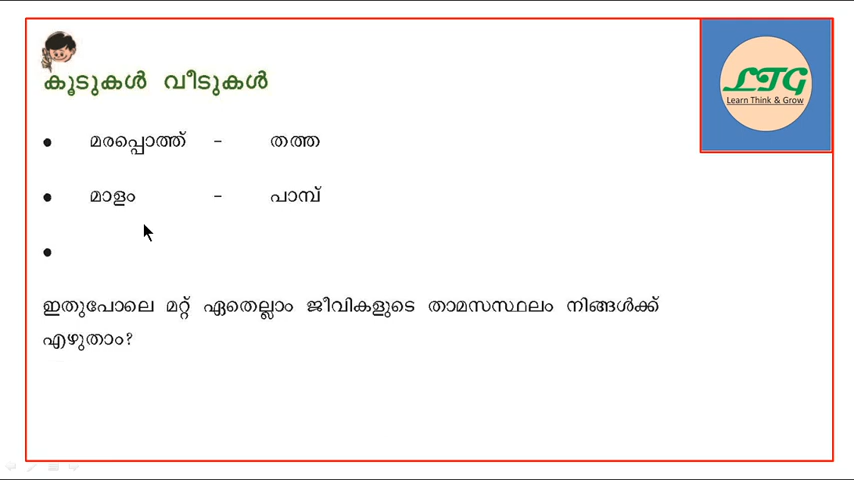 കൂടുകൾ വീടുകൾ
LTG
Learn Think & Grow
• മരപ്പൊത്ത് - തത്ത
• മാളം - പാമ്പ്
•
ഇതുപോലെ മറ്റ് ഏതെല്ലാം ജീവികളുടെ താമസസ്ഥലം നിങ്ങൾക്ക്
എഴുതാം?